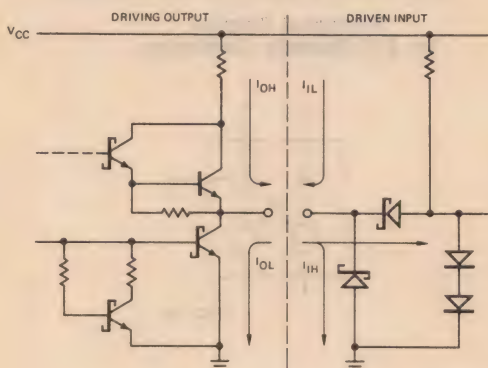 DRIVING OUTPUT
DRIVEN INPUT
VCC
IOH
IIL
IOL
IIH